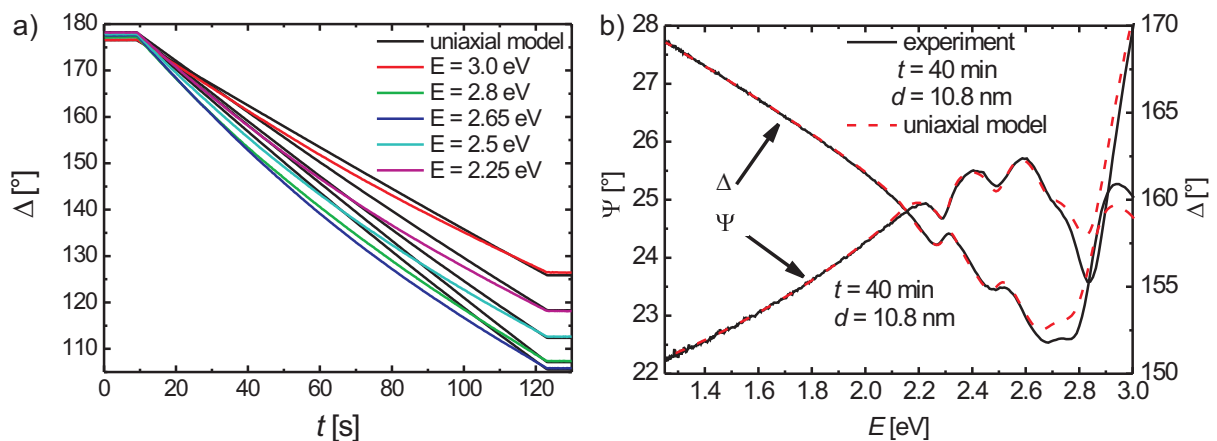 a)
Δ [°]
180
170
160
150
140
130
120
110
0 20 40 60 80 100 120
t [s]
uniaxial model
E = 3.0 eV
E = 2.8 eV
E = 2.65 eV
E = 2.5 eV
E = 2.25 eV
b)
Ψ [°]
28
27
26
25
24
23
22
1.4 1.6 1.8 2.0 2.2 2.4 2.6 2.8 3.0
E [eV]
170
165
160
155
150
Δ [°]
experiment
t = 40 min
d = 10.8 nm
uniaxial model
Δ
Ψ
t = 40 min
d = 10.8 nm